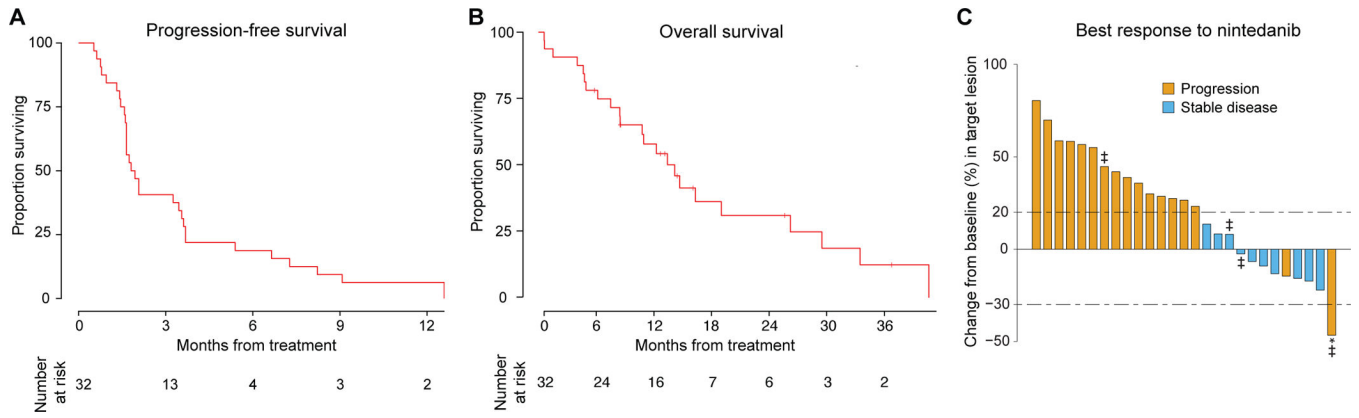 A
Progression-free survival
Proportion surviving
100
75
50
25
0
0 3 6 9 12
Months from treatment
Number at risk
32 13 4 3 2
B
Overall survival
Proportion surviving
100
75
50
25
0
0 6 12 18 24 30 36
Months from treatment
Number at risk
32 24 16 7 6 3 2
C
Best response to nintedanib
Change from baseline (%) in target lesion
100
50
20
0
−30
−50
Progression
Stable disease
‡
‡
‡
*
‡